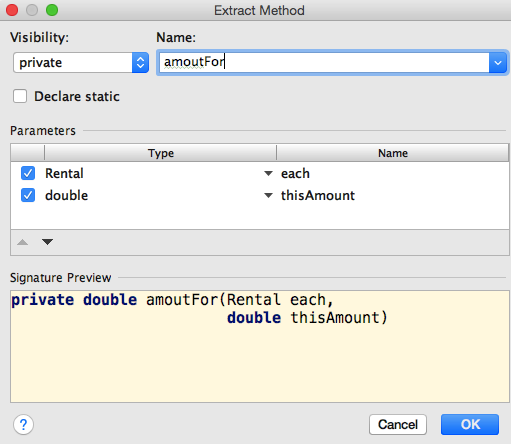 Extract Method
Visibility: Name:
private amoutFor
Declare static
Parameters
Type Name
Rental each
double thisAmount
Signature Preview
private double amoutFor(Rental each,
double thisAmount)
? Cancel OK